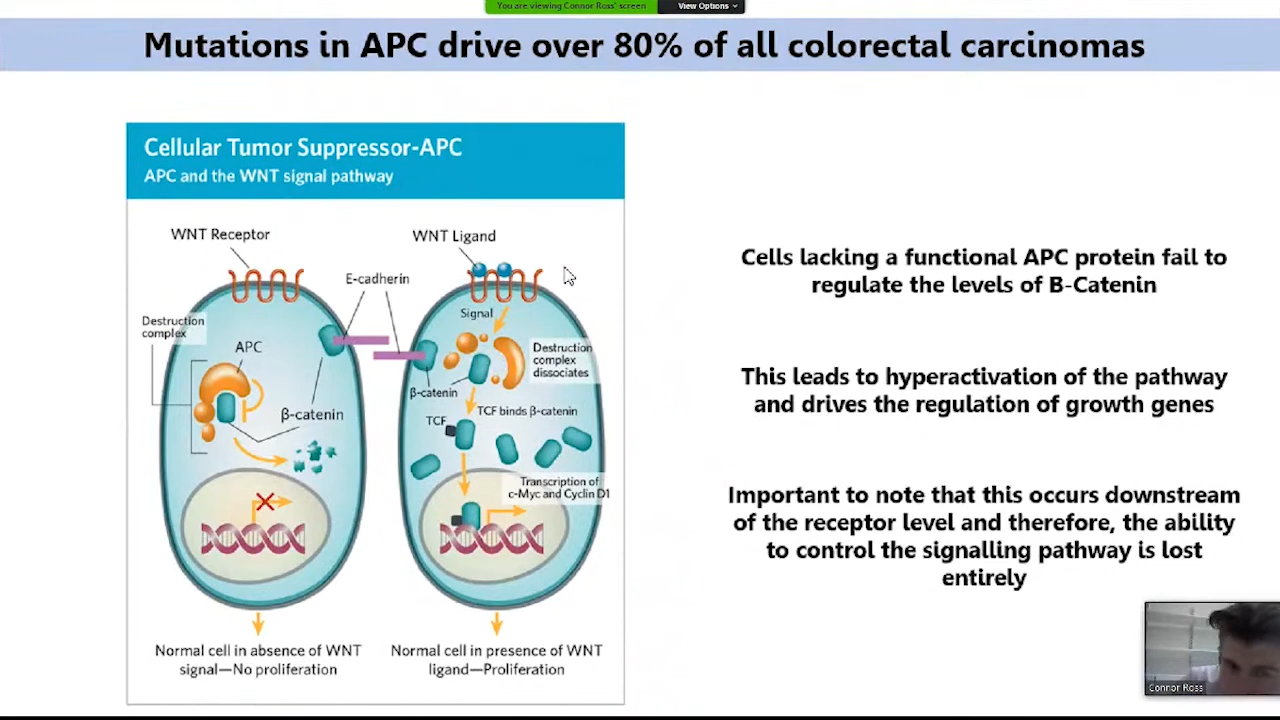 You are viewing Connor Ross' screen
View Options
Mutations in APC drive over 80% of all colorectal carcinomas
Cellular Tumor Suppressor-APC
APC and the WNT signal pathway
WNT Receptor
WNT Ligand
E-cadherin
Signal
Destruction
complex
APC
Destruction
complex
dissociates
β-catenin
β-catenin
TCF
TCF binds β-catenin
Transcription of
c-Myc and Cyclin D1
Normal cell in absence of WNT
signal—No proliferation
Normal cell in presence of WNT
ligand—Proliferation
Cells lacking a functional APC protein fail to
regulate the levels of B-Catenin
This leads to hyperactivation of the pathway
and drives the regulation of growth genes
Important to note that this occurs downstream
of the receptor level and therefore, the ability
to control the signalling pathway is lost
entirely
Connor Ross